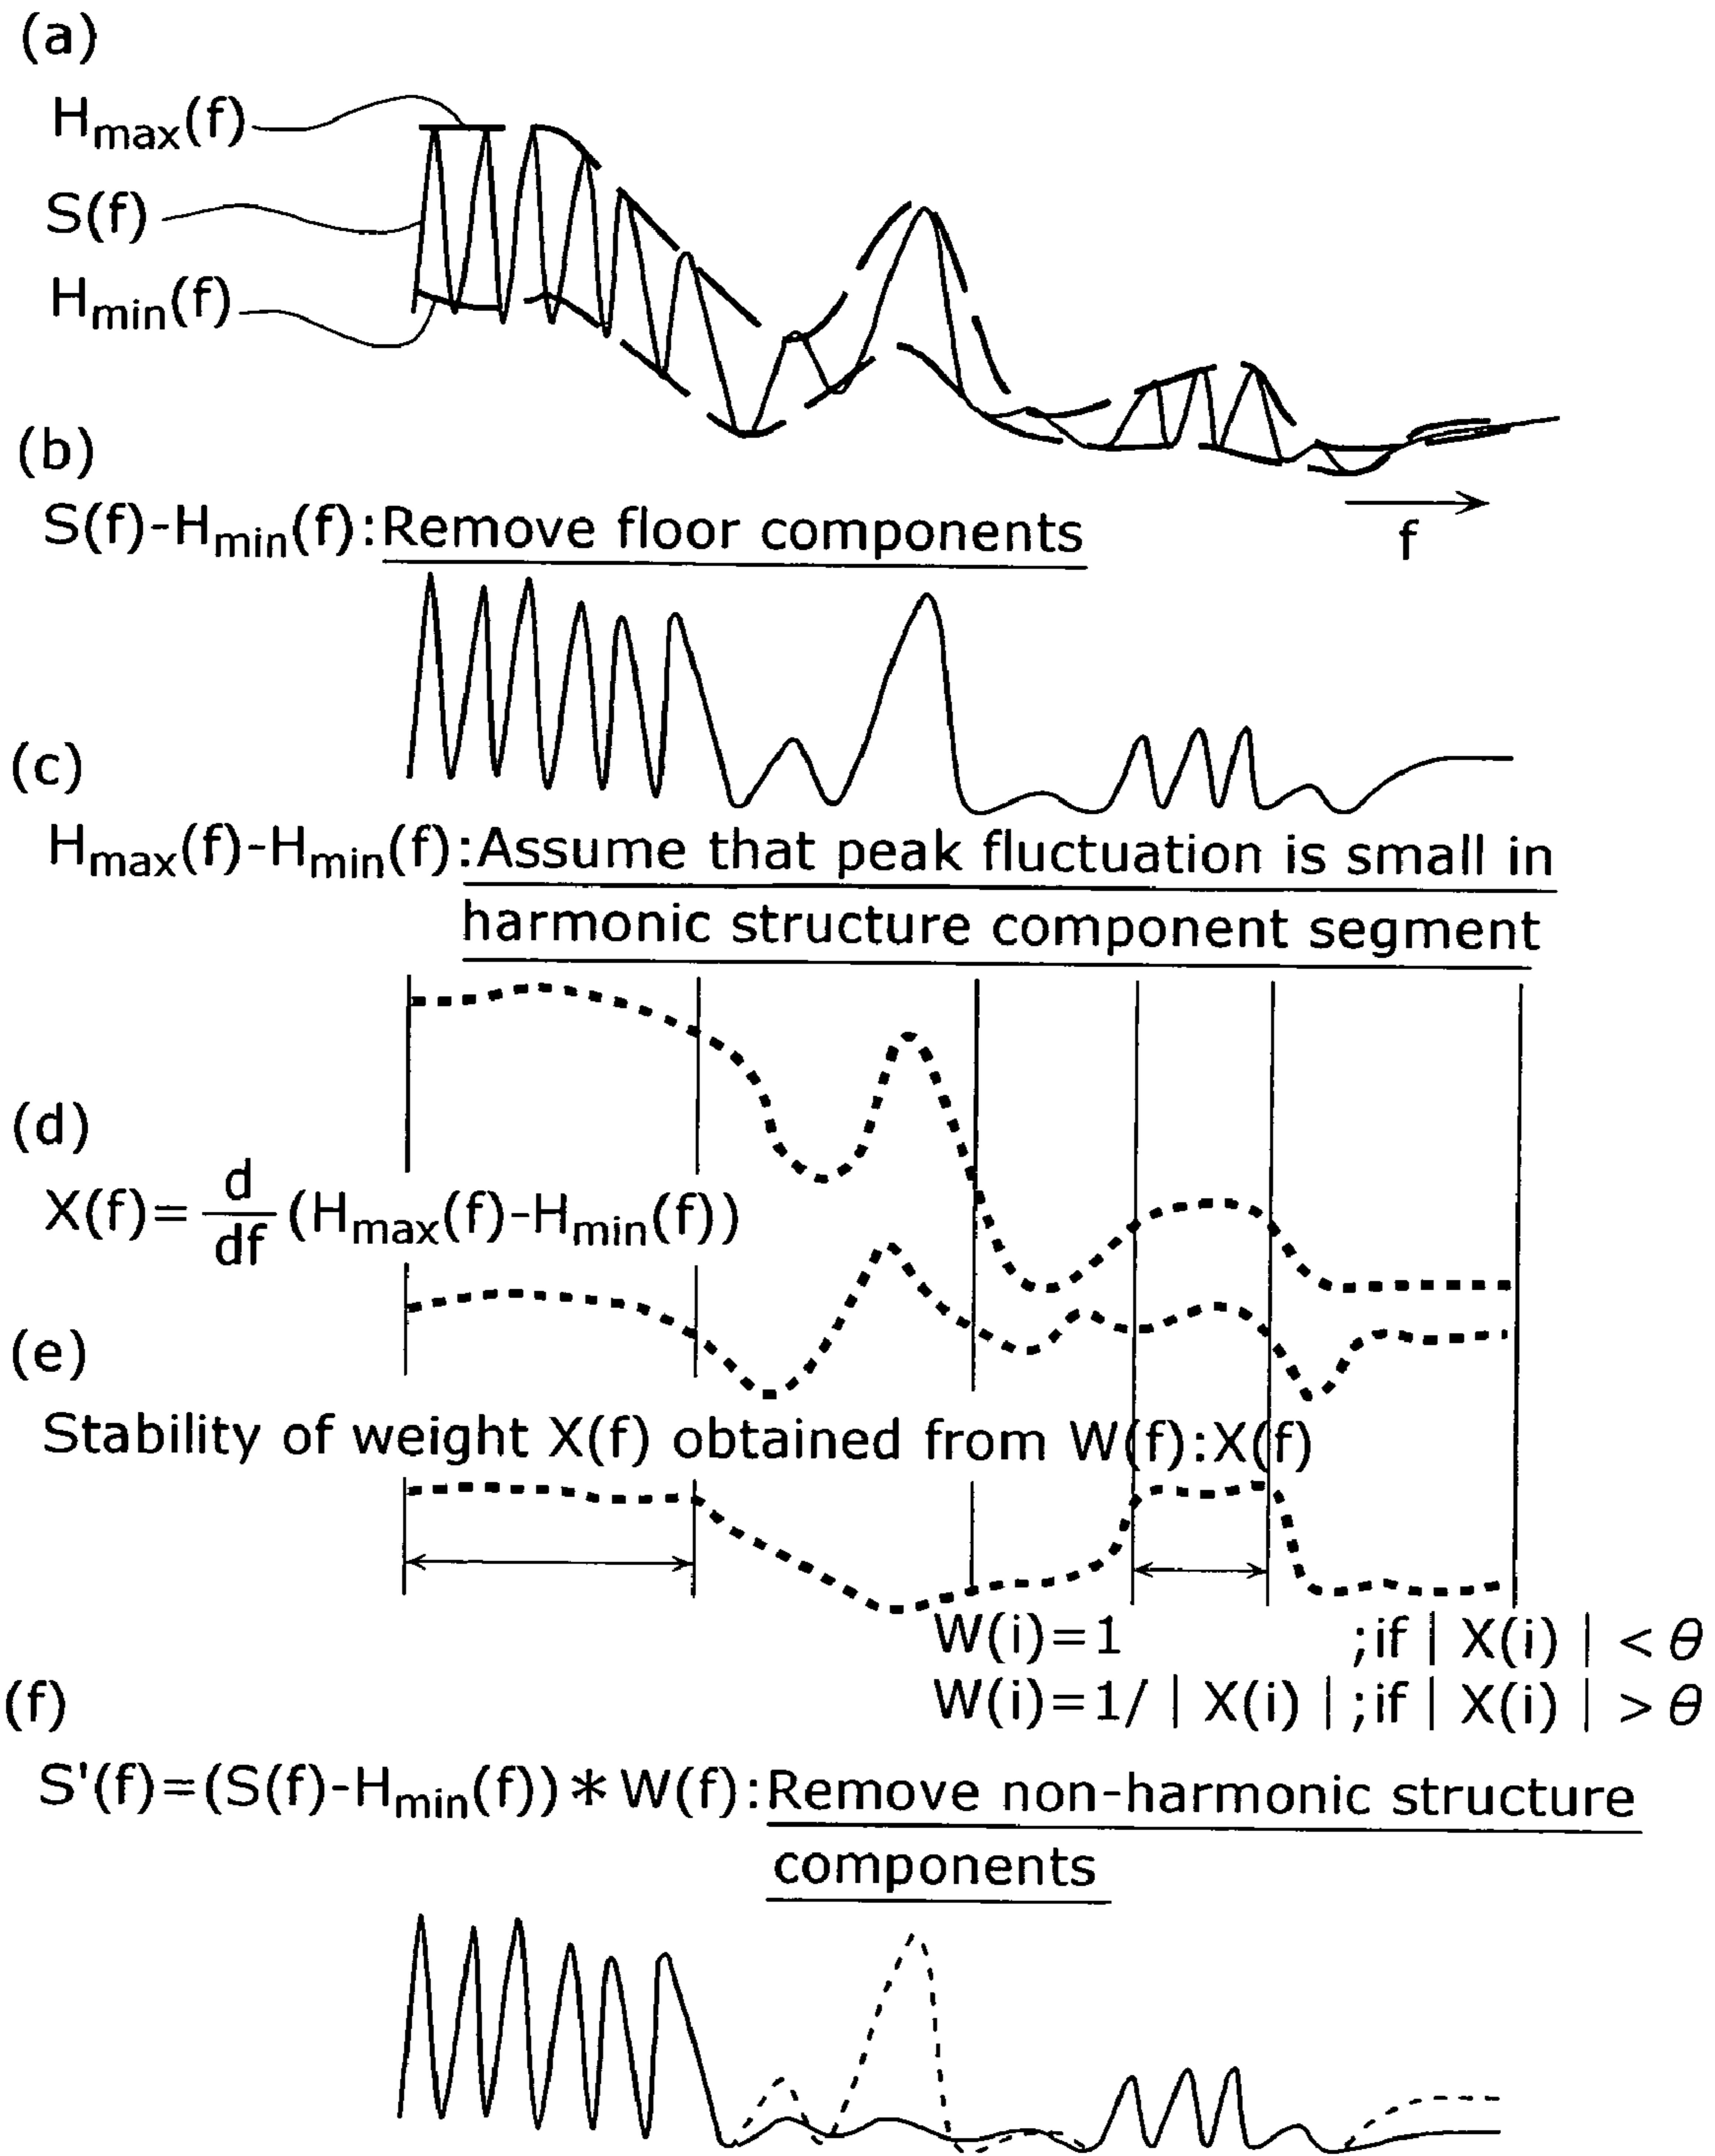 (a)
Hmax(f)
S(f)
Hmin(f)
(b)
S(f)-Hmin(f):Remove floor components
f
(c)
Hmax(f)-Hmin(f):Assume that peak fluctuation is small in
harmonic structure component segment
(d)
X(f)=d/df(Hmax(f)-Hmin(f))
(e)
Stability of weight X(f) obtained from W(f):X(f)
W(i)=1 ;if | X(i) | < θ
W(i)=1/ | X(i) | ;if | X(i) | > θ
(f)
S'(f)=(S(f)-Hmin(f))*W(f):Remove non-harmonic structure
components